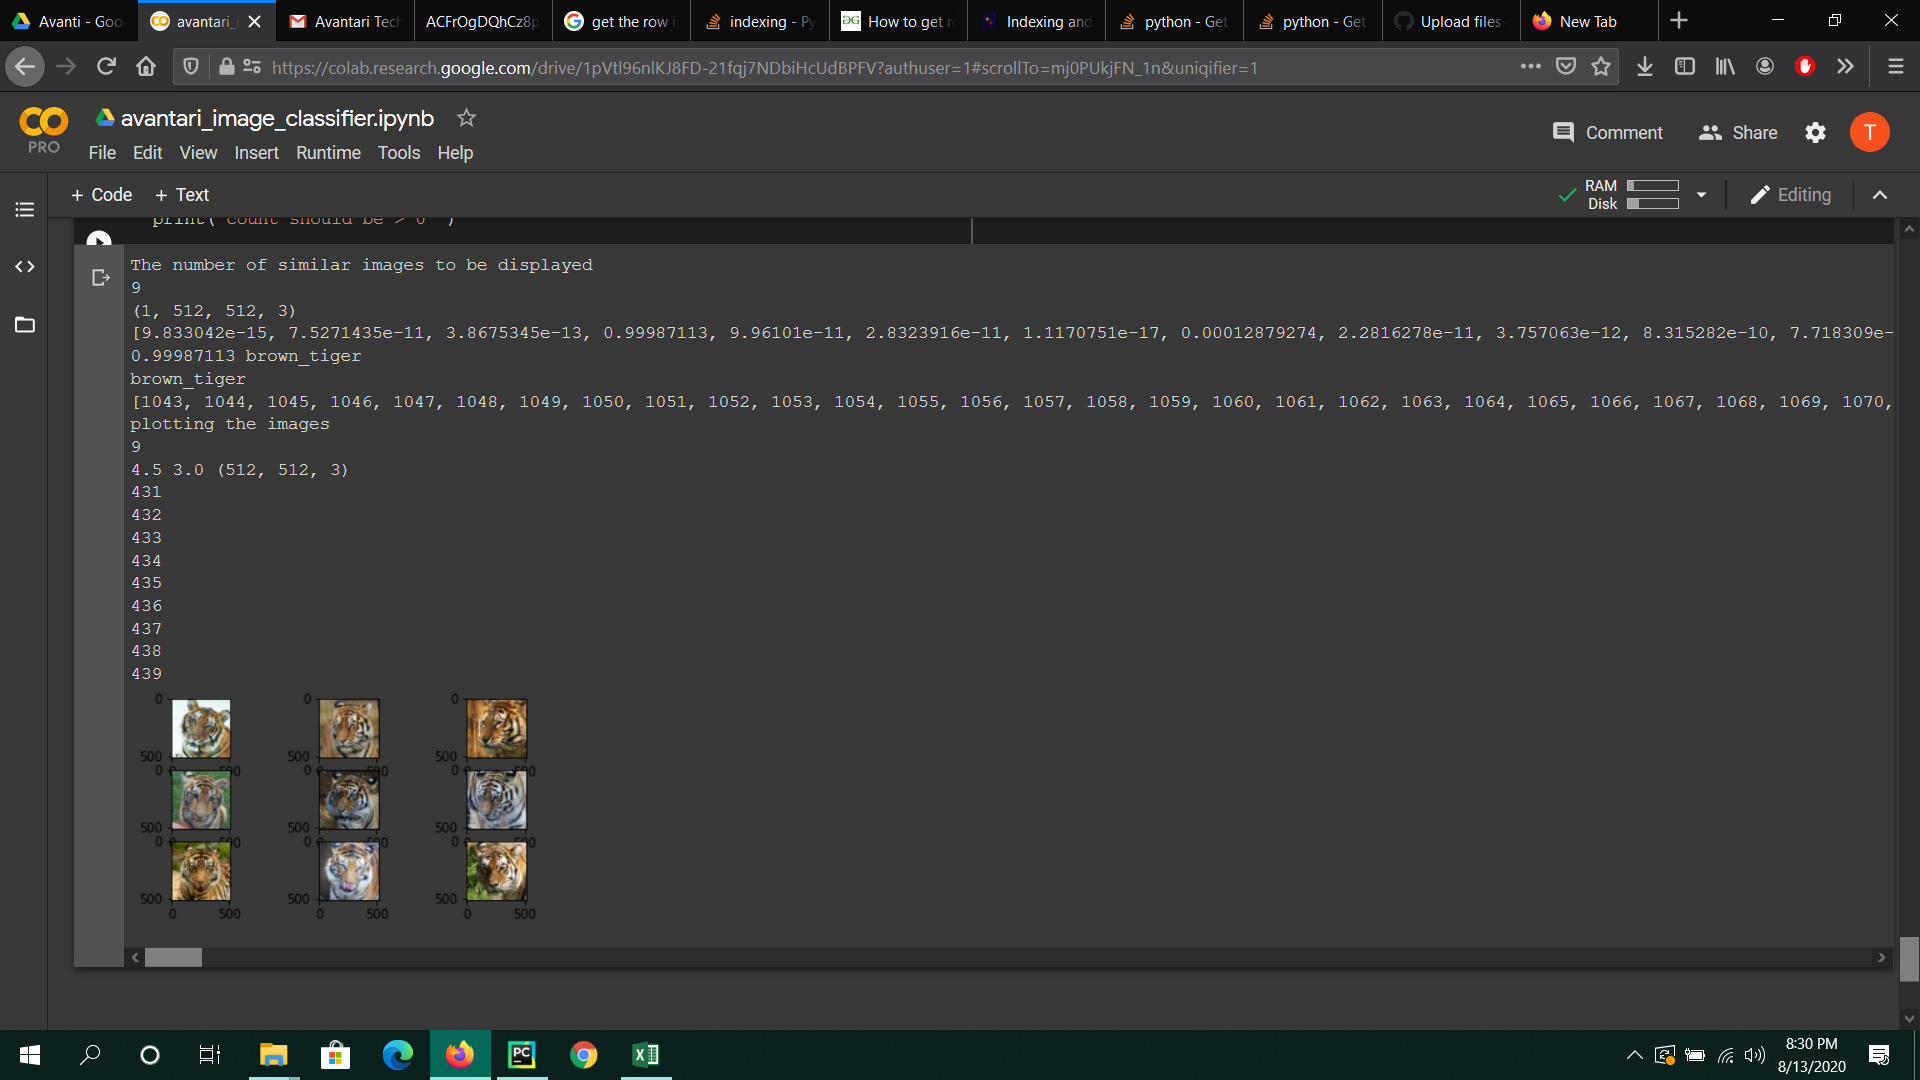 Avanti - Goo
avantari_
Avantari Tech
ACFrOgDQhCz8p
get the row i
indexing - Py
How to get r
Indexing and
python - Get
python - Get
Upload files
New Tab
https://colab.research.google.com/drive/1pVtl96nlKJ8FD-21fqj7NDbiHcUdBPFV?authuser=1#scrollTo=mj0PUkjFN_1n&uniqifier=1
CO
PRO
avantari_image_classifier.ipynb
File Edit View Insert Runtime Tools Help
Comment
Share
T
+ Code + Text
RAM
Disk
Editing
print("count should be > 0" )
The number of similar images to be displayed
9
(1, 512, 512, 3)
[9.833042e-15, 7.5271435e-11, 3.8675345e-13, 0.99987113, 9.96101e-11, 2.8323916e-11, 1.1170751e-17, 0.00012879274, 2.2816278e-11, 3.757063e-12, 8.315282e-10, 7.718309e-
0.99987113 brown_tiger
brown_tiger
[1043, 1044, 1045, 1046, 1047, 1048, 1049, 1050, 1051, 1052, 1053, 1054, 1055, 1056, 1057, 1058, 1059, 1060, 1061, 1062, 1063, 1064, 1065, 1066, 1067, 1068, 1069, 1070,
plotting the images
9
4.5 3.0 (512, 512, 3)
431
432
433
434
435
436
437
438
439
0 0 0
500 500 500
0 500 0 500 0 500
500 500 500
0 500 0 500 0 500
500 500 500
0 500 0 500 0 500
PC
8:30 PM
8/13/2020